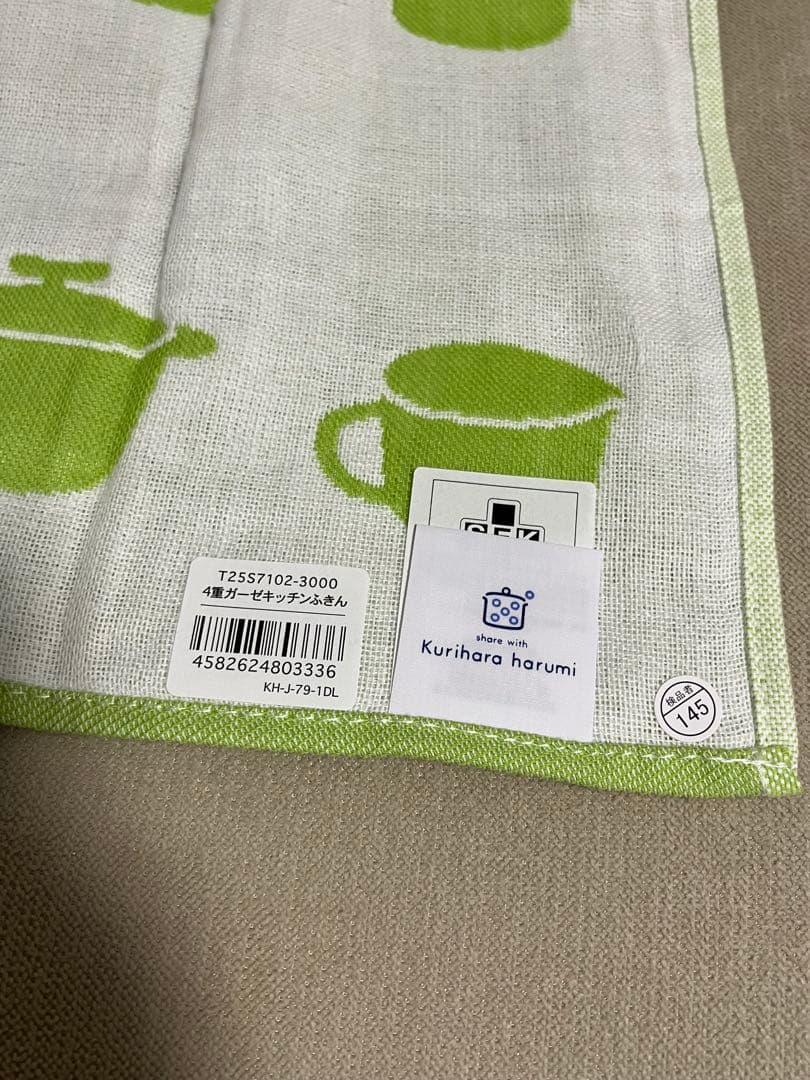 SEK
T25S7102-3000
4重ガーゼキッチンふきん
4582624803336
KH-J-79-1DL
share with
Kurihara harumi
検品者
145